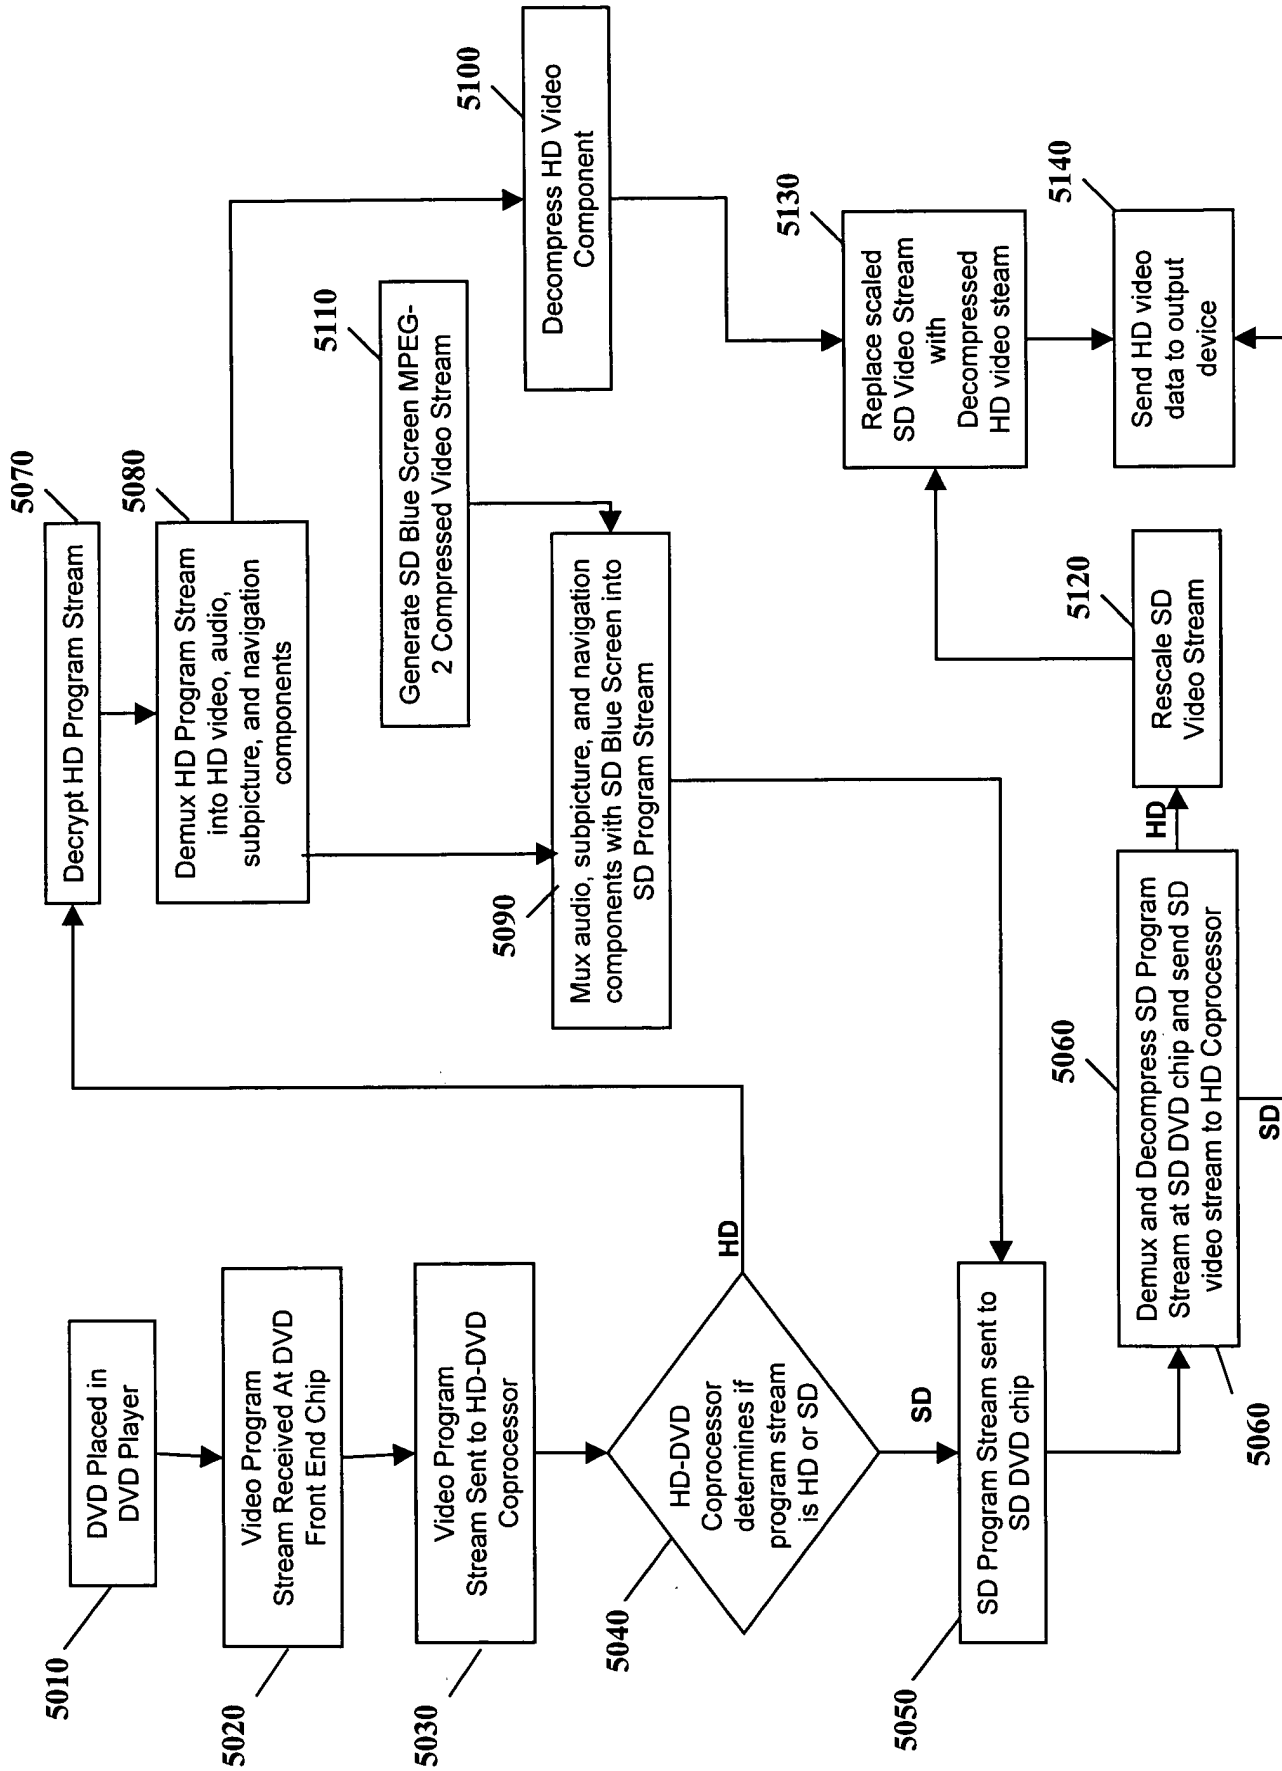 5010
DVD Placed in
DVD Player
5020
Video Program
Stream Received At DVD
Front End Chip
5030
Video Program
Stream Sent to HD-DVD
Coprocessor
5040
HD-DVD
Coprocessor
determines if
program stream
is HD or SD
HD
SD
5050
SD Program Stream sent to
SD DVD chip
5060
5060
Demux and Decompress SD Program
Stream at SD DVD chip and send SD
video stream to HD Coprocessor
HD
SD
5070
Decrypt HD Program Stream
5080
Demux HD Program Stream
into HD video, audio,
subpicture, and navigation
components
5110
Generate SD Blue Screen MPEG-
2 Compressed Video Stream
5090
Mux audio, subpicture, and navigation
components with SD Blue Screen into
SD Program Stream
5100
Decompress HD Video
Component
5120
Rescale SD
Video Stream
5130
Replace scaled
SD Video Stream
with
Decompressed
HD video steam
5140
Send HD video
data to output
device